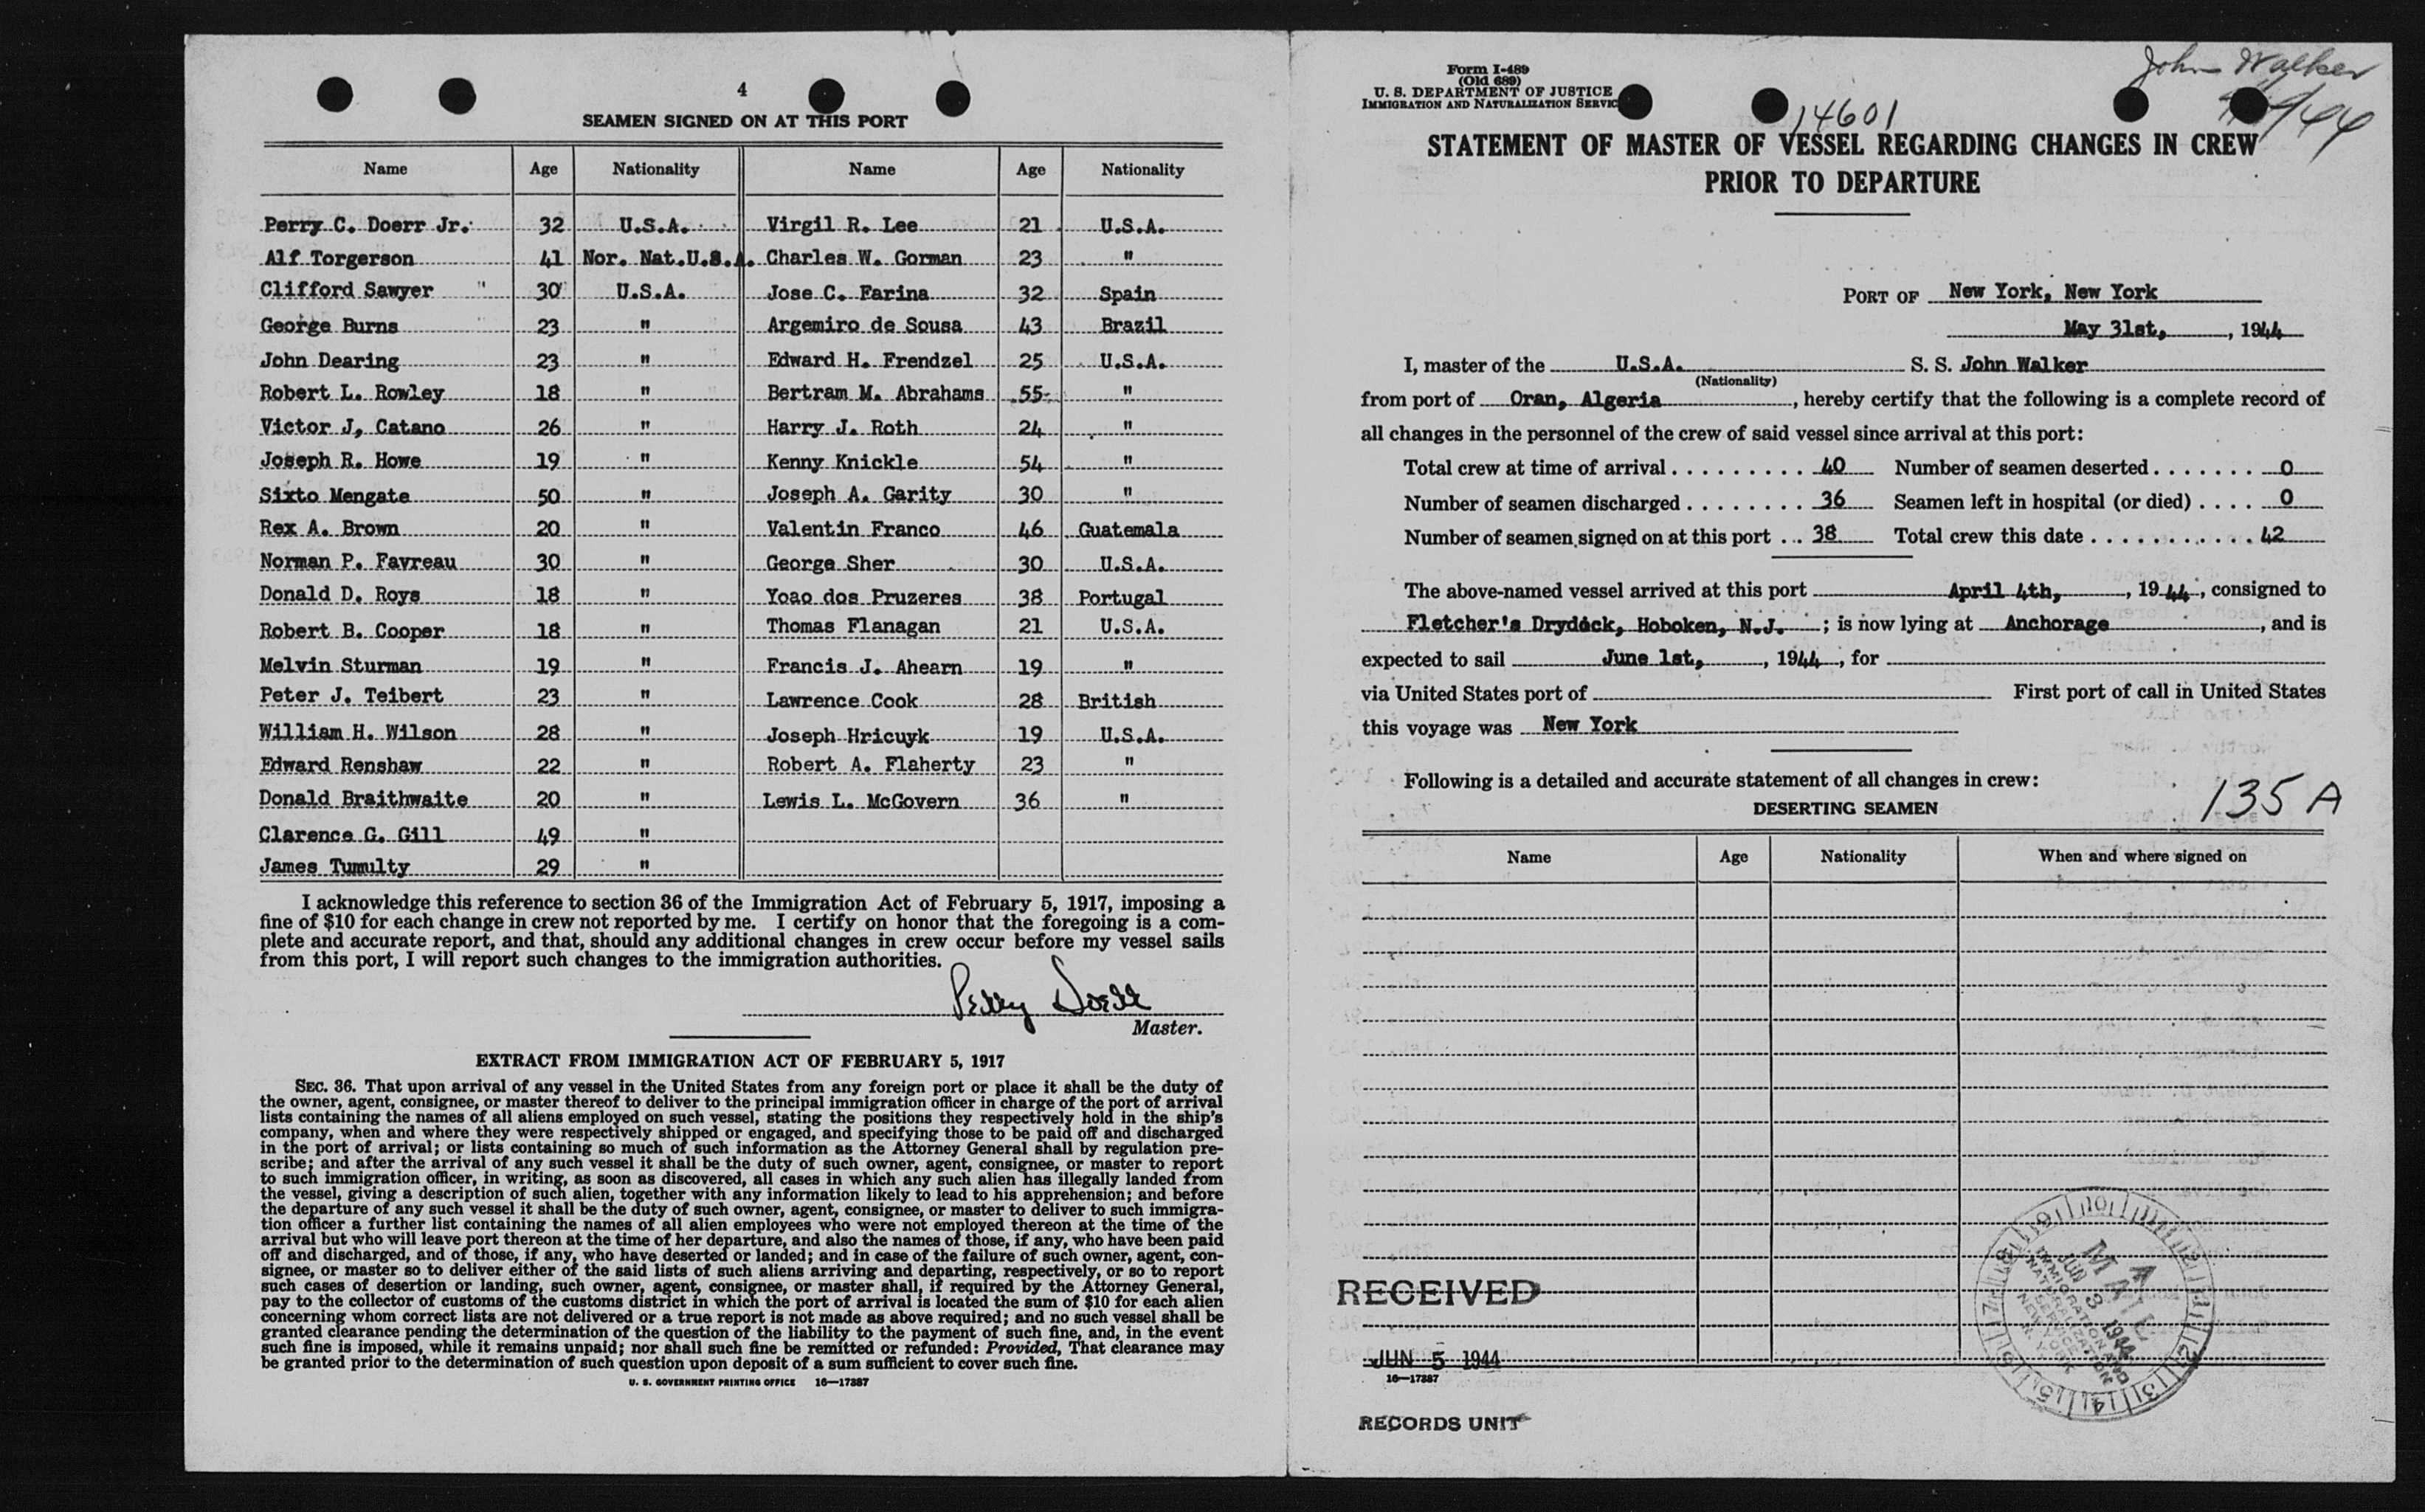 4
SEAMEN SIGNED ON AT THIS PORT
Name Age Nationality Name Age Nationality
Perry C. Doerr Jr. 32 U.S.A. Virgil R. Lee 21 U.S.A.
Alf Torgerson 41 Nor. Nat.U.S.A. Charles W. Gorman 23 "
Clifford Sawyer " 30 U.S.A. Jose C. Farina 32 Spain
George Burns 23 " Argemiro de Sousa 43 Brazil
John Dearing 23 " Edward H. Frendzel 25 U.S.A.
Robert L. Rowley 18 " Bertram M. Abrahams 55 "
Victor J, Catano 26 " Harry J. Roth 24 "
Joseph R. Howe 19 " Kenny Knickle 54 "
Sixto Mengate 50 " Joseph A. Garity 30 "
Rex A. Brown 20 " Valentin Franco 46 Guatemala
Norman P. Favreau 30 " George Sher 30 U.S.A.
Donald D. Roys 18 " Yoao dos Pruzeres 38 Portugal
Robert B. Cooper 18 " Thomas Flanagan 21 U.S.A.
Melvin Sturman 19 " Francis J. Ahearn 19 "
Peter J. Teibert 23 " Lawrence Cook 28 British
William H. Wilson 28 " Joseph Hricuyk 19 U.S.A.
Edward Renshaw 22 " Robert A. Flaherty 23 "
Donald Braithwaite 20 " Lewis L. McGovern 36 "
Clarence G. Gill 49 "
James Tumulty 29 "
I acknowledge this reference to section 36 of the Immigration Act of February 5, 1917, imposing a
fine of $10 for each change in crew not reported by me. I certify on honor that the foregoing is a com-
plete and accurate report, and that, should any additional changes in crew occur before my vessel sails
from this port, I will report such changes to the immigration authorities.
Perry Doerr
Master.
EXTRACT FROM IMMIGRATION ACT OF FEBRUARY 5, 1917
SEC. 36. That upon arrival of any vessel in the United States from any foreign port or place it shall be the duty of
the owner, agent, consignee, or master thereof to deliver to the principal immigration officer in charge of the port of arrival
lists containing the names of all aliens employed on such vessel, stating the positions they respectively hold in the ship's
company, when and where they were respectively shipped or engaged, and specifying those to be paid off and discharged
in the port of arrival; or lists containing so much of such information as the Attorney General shall by regulation pre-
scribe; and after the arrival of any such vessel it shall be the duty of such owner, agent, consignee, or master to report
to such immigration officer, in writing, as soon as discovered, all cases in which any such alien has illegally landed from
the vessel, giving a description of such alien, together with any information likely to lead to his apprehension; and before
the departure of any such vessel it shall be the duty of such owner, agent, consignee, or master to deliver to such immigra-
tion officer a further list containing the names of all alien employees who were not employed thereon at the time of the
arrival but who will leave port thereon at the time of her departure, and also the names of those, if any, who have been paid
off and discharged, and of those, if any, who have deserted or landed; and in case of the failure of such owner, agent, con-
signee, or master so to deliver either of the said lists of such aliens arriving and departing, respectively, or so to report
such cases of desertion or landing, such owner, agent, consignee, or master shall, if required by the Attorney General,
pay to the collector of customs of the customs district in which the port of arrival is located the sum of $10 for each alien
concerning whom correct lists are not delivered or a true report is not made as above required; and no such vessel shall be
granted clearance pending the determination of the question of the liability to the payment of such fine, and, in the event
such fine is imposed, while it remains unpaid; nor shall such fine be remitted or refunded: Provided, That clearance may
be granted prior to the determination of such question upon deposit of a sum sufficient to cover such fine.
U. S. GOVERNMENT PRINTING OFFICE 16—17887
John Walker
/44
Form I-489
(Old 689)
U. S. DEPARTMENT OF JUSTICE
IMMIGRATION AND NATURALIZATION SERVIC
14601
STATEMENT OF MASTER OF VESSEL REGARDING CHANGES IN CREW
PRIOR TO DEPARTURE
PORT OF New York, New York
May 31st, , 1944
I, master of the U.S.A. S. S. John Walker
(Nationality)
from port of Oran, Algeria , hereby certify that the following is a complete record of
all changes in the personnel of the crew of said vessel since arrival at this port:
Total crew at time of arrival . . . . . . . . . 40 Number of seamen deserted . . . . . . . 0
Number of seamen discharged . . . . . . . . 36 Seamen left in hospital (or died) . . . . 0
Number of seamen signed on at this port . . 38 Total crew this date . . . . . . . . . . . 42
The above-named vessel arrived at this port April 4th, , 1944 , consigned to
Fletcher's Drydock, Hoboken, N.J. ; is now lying at Anchorage , and is
expected to sail June 1st, , 1944 , for
via United States port of First port of call in United States
this voyage was New York
Following is a detailed and accurate statement of all changes in crew:
135 A
DESERTING SEAMEN
Name Age Nationality When and where signed on
RECEIVED
JUN 5 1944
16—17887
RECORDS UNIT
MAIL
JUN 3 1944
IMMIGRATION AND
NATURALIZATION
SERVICE
NEW YORK
N. Y.